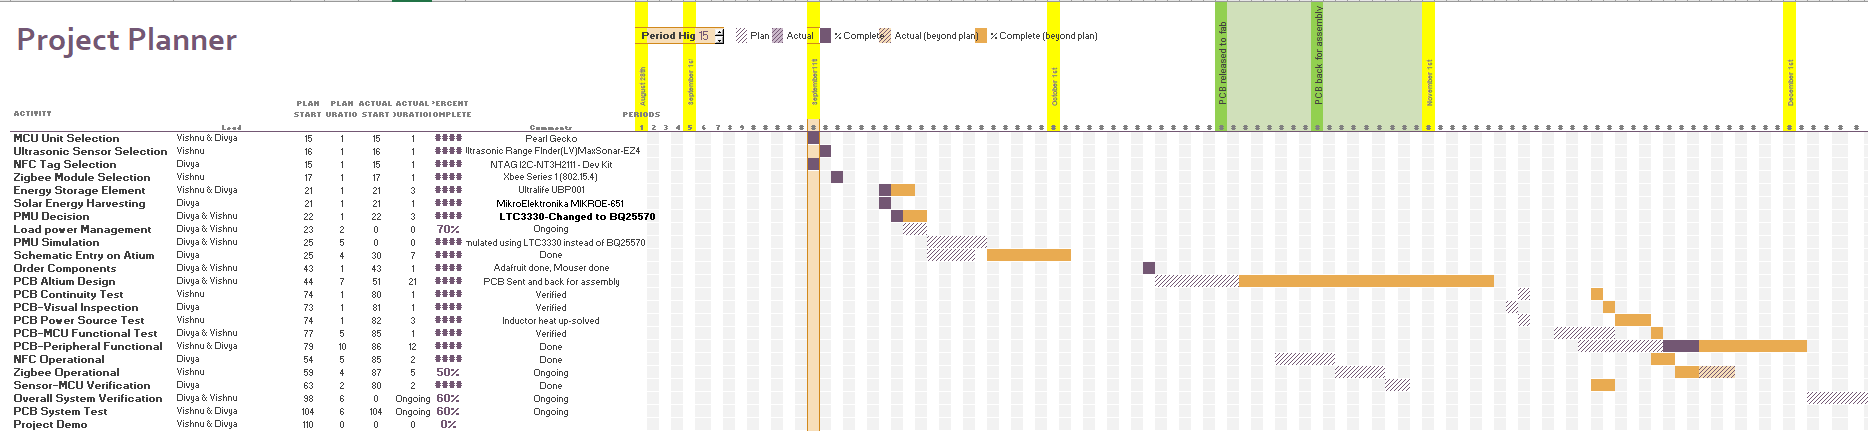 Project Planner
Period Hig 15 Plan Actual % Complete Actual (beyond plan) % Complete (beyond plan)
August 28th
September 1st
October 1st
PCB released to fab
PCB back for assembly
November 1st
December 1st
PLAN PLAN ACTUAL ACTUAL PERCENT
ACTIVITY START URATIO START OURATIO COMPLETE PERIODS
Lead Comments 1 2 3 4 5 6 7 8 9 # # # # # # # # # # # # # # # # # # # # # # # # # # # # # # # # # # # # # # # # # # # # # # # # # # # # # # # # # # # # # # # # # # # # # # # # # # # # # # # # # # # # # # # # # # # #
MCU Unit Selection Vishnu & Divya 15 1 15 1 #### Pearl Gecko
Ultrasonic Sensor Selection Vishnu 16 1 16 1 #### ltrasonic Range FInder(LV)MaxSonar-EZ4
NFC Tag Selection Divya 15 1 15 1 #### NTAG I2C-NT3H2111 - Dev Kit
Zigbee Module Selection Vishnu 17 1 17 1 #### Xbee Series 1 (802.15.4)
Energy Storage Element Vishnu & Divya 21 1 21 3 #### Ultralife UBP001
Solar Energy Harvesting Divya 21 1 21 1 #### MikroElektronika MIKROE-651
PMU Decision Divya & Vishnu 22 1 22 3 #### LTC3330-Changed to BQ25570
Load power Management Divya & Vishnu 23 2 0 0 70% Ongoing
PMU Simulation Divya & Vishnu 25 5 0 0 #### mulated using LTC3330 instead of BQ25570
Schematic Entry on Atium Divya 25 4 30 7 #### Done
Order Components Divya & Vishnu 43 1 43 1 #### Adafruit done, Mouser done
PCB Altium Design Divya & Vishnu 44 7 51 21 #### PCB Sent and back for assembly
PCB Continuity Test Vishnu 74 1 80 1 #### Verified
PCB-Visual Inspection Divya 73 1 81 1 #### Verified
PCB Power Source Test Vishnu 74 1 82 3 #### Inductor heat up-solved
PCB-MCU Functional Test Divya & Vishnu 77 5 85 1 #### Verified
PCB-Peripheral Functional Vishnu & Divya 79 10 86 12 #### Done
NFC Operational Divya 54 5 85 2 #### Done
Zigbee Operational Vishnu 59 4 87 5 50% Ongoing
Sensor-MCU Verification Divya 63 2 80 2 #### Done
Overall System Verification Divya & Vishnu 98 6 0 Ongoing 60% Ongoing
PCB System Test Vishnu & Divya 104 6 104 Ongoing 60% Ongoing
Project Demo Vishnu & Divya 110 0 0 0 0%